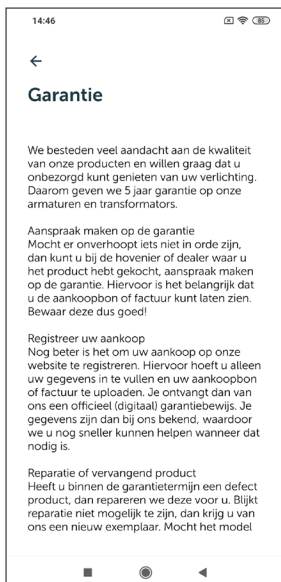 14:46
85
Garantie
We besteden veel aandacht aan de kwaliteit
van onze producten en willen graag dat u
onbezorgd kunt genieten van uw verlichting.
Daarom geven we 5 jaar garantie op onze
armaturen en transformators.
Aanspraak maken op de garantie
Mocht er onverhoopt iets niet in orde zijn,
dan kunt u bij de hovenier of dealer waar u
het product hebt gekocht, aanspraak maken
op de garantie. Hiervoor is het belangrijk dat
u de aankoopbon of factuur kunt laten zien.
Bewaar deze dus goed!
Registreer uw aankoop
Nog beter is het om uw aankoop op onze
website te registreren. Hiervoor hoeft u alleen
uw gegevens in te vullen en uw aankoopbon
of factuur te uploaden. Je ontvangt dan van
ons een officieel (digitaal) garantiebewijs. Je
gegevens zijn dan bij ons bekend, waardoor
we u nog sneller kunnen helpen wanneer dat
nodig is.
Reparatie of vervangend product
Heeft u binnen de garantietermijn een defect
product, dan repareren we deze voor u. Blijkt
reparatie niet mogelijk te zijn, dan krijg u van
ons een nieuw exemplaar. Mocht het model